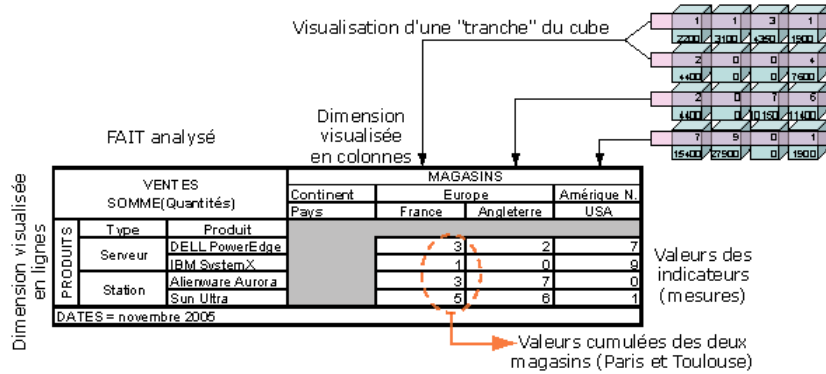 Visualisation d'une "tranche" du cube
1 1 3 1
2200 3100 4350 1900
2 0 0 4
4400 0 0 7600
2 0 7 6
4400 0 10150 11400
7 9 0 1
15400 27900 0 1900
FAIT analysé
Dimension
visualisée
en colonnes
Dimension visualisée
en lignes
VENTES
SOMME(Quantités)
MAGASINS
Continent Europe Amérique N.
Pays France Angleterre USA
PRODUITS
Type Produit
Serveur DELL PowerEdge 3 2 7
IBM SystemX 1 0 9
Station Alienware Aurora 3 7 0
Sun Ultra 5 6 1
DATES = novembre 2005
Valeurs des
indicateurs
(mesures)
Valeurs cumulées des deux
magasins (Paris et Toulouse)